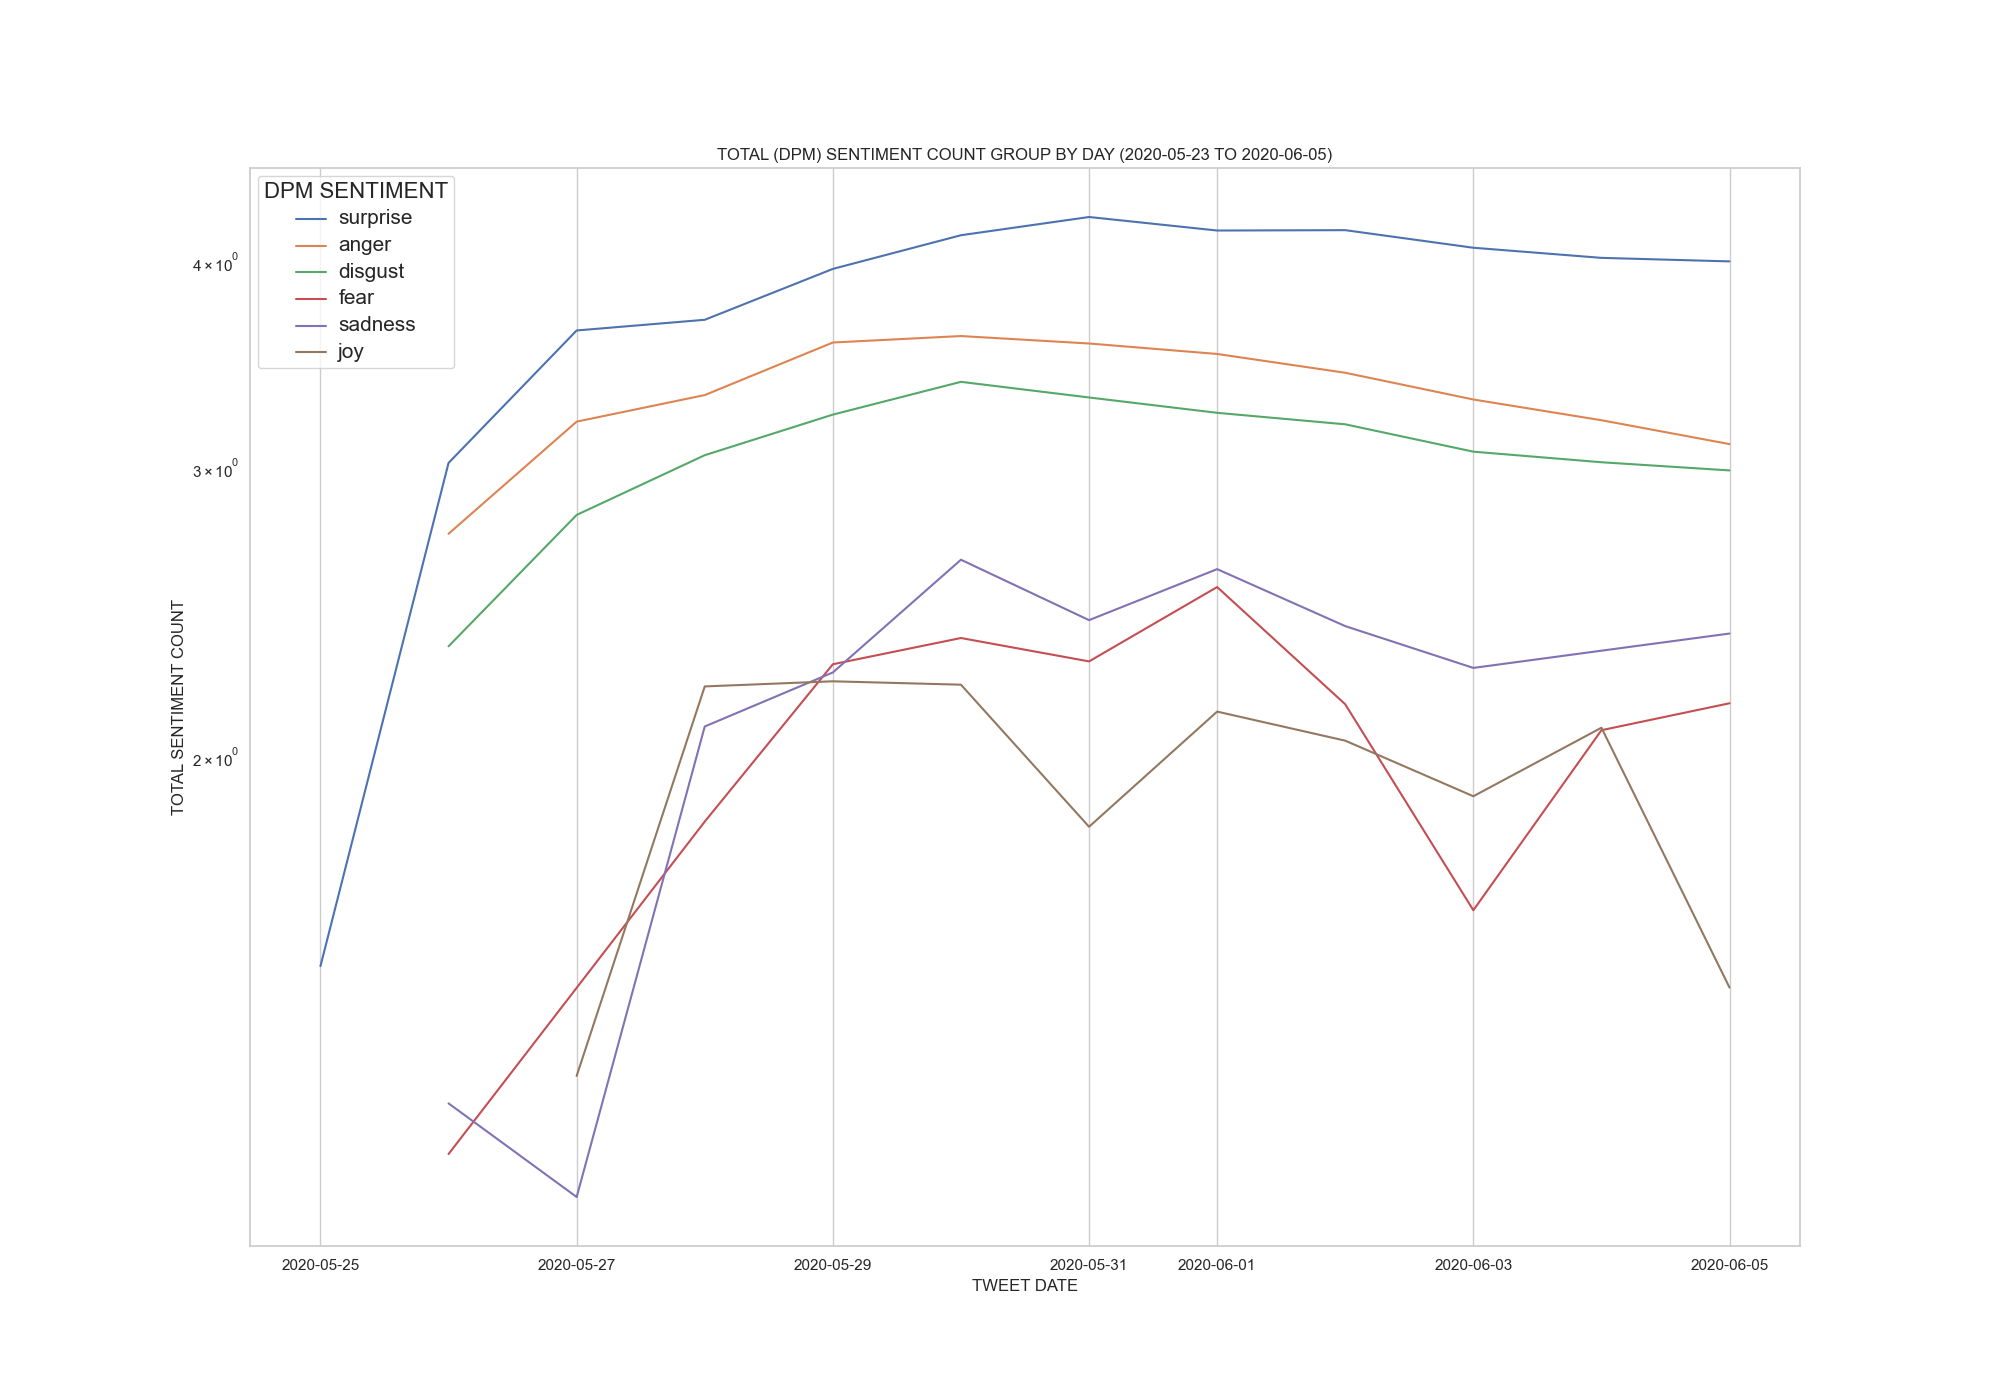 TOTAL (DPM) SENTIMENT COUNT GROUP BY DAY (2020-05-23 TO 2020-06-05)
DPM SENTIMENT
surprise
anger
disgust
fear
sadness
joy
4 × 10⁰
3 × 10⁰
2 × 10⁰
TOTAL SENTIMENT COUNT
2020-05-25 2020-05-27 2020-05-29 2020-05-31 2020-06-01 2020-06-03 2020-06-05
TWEET DATE